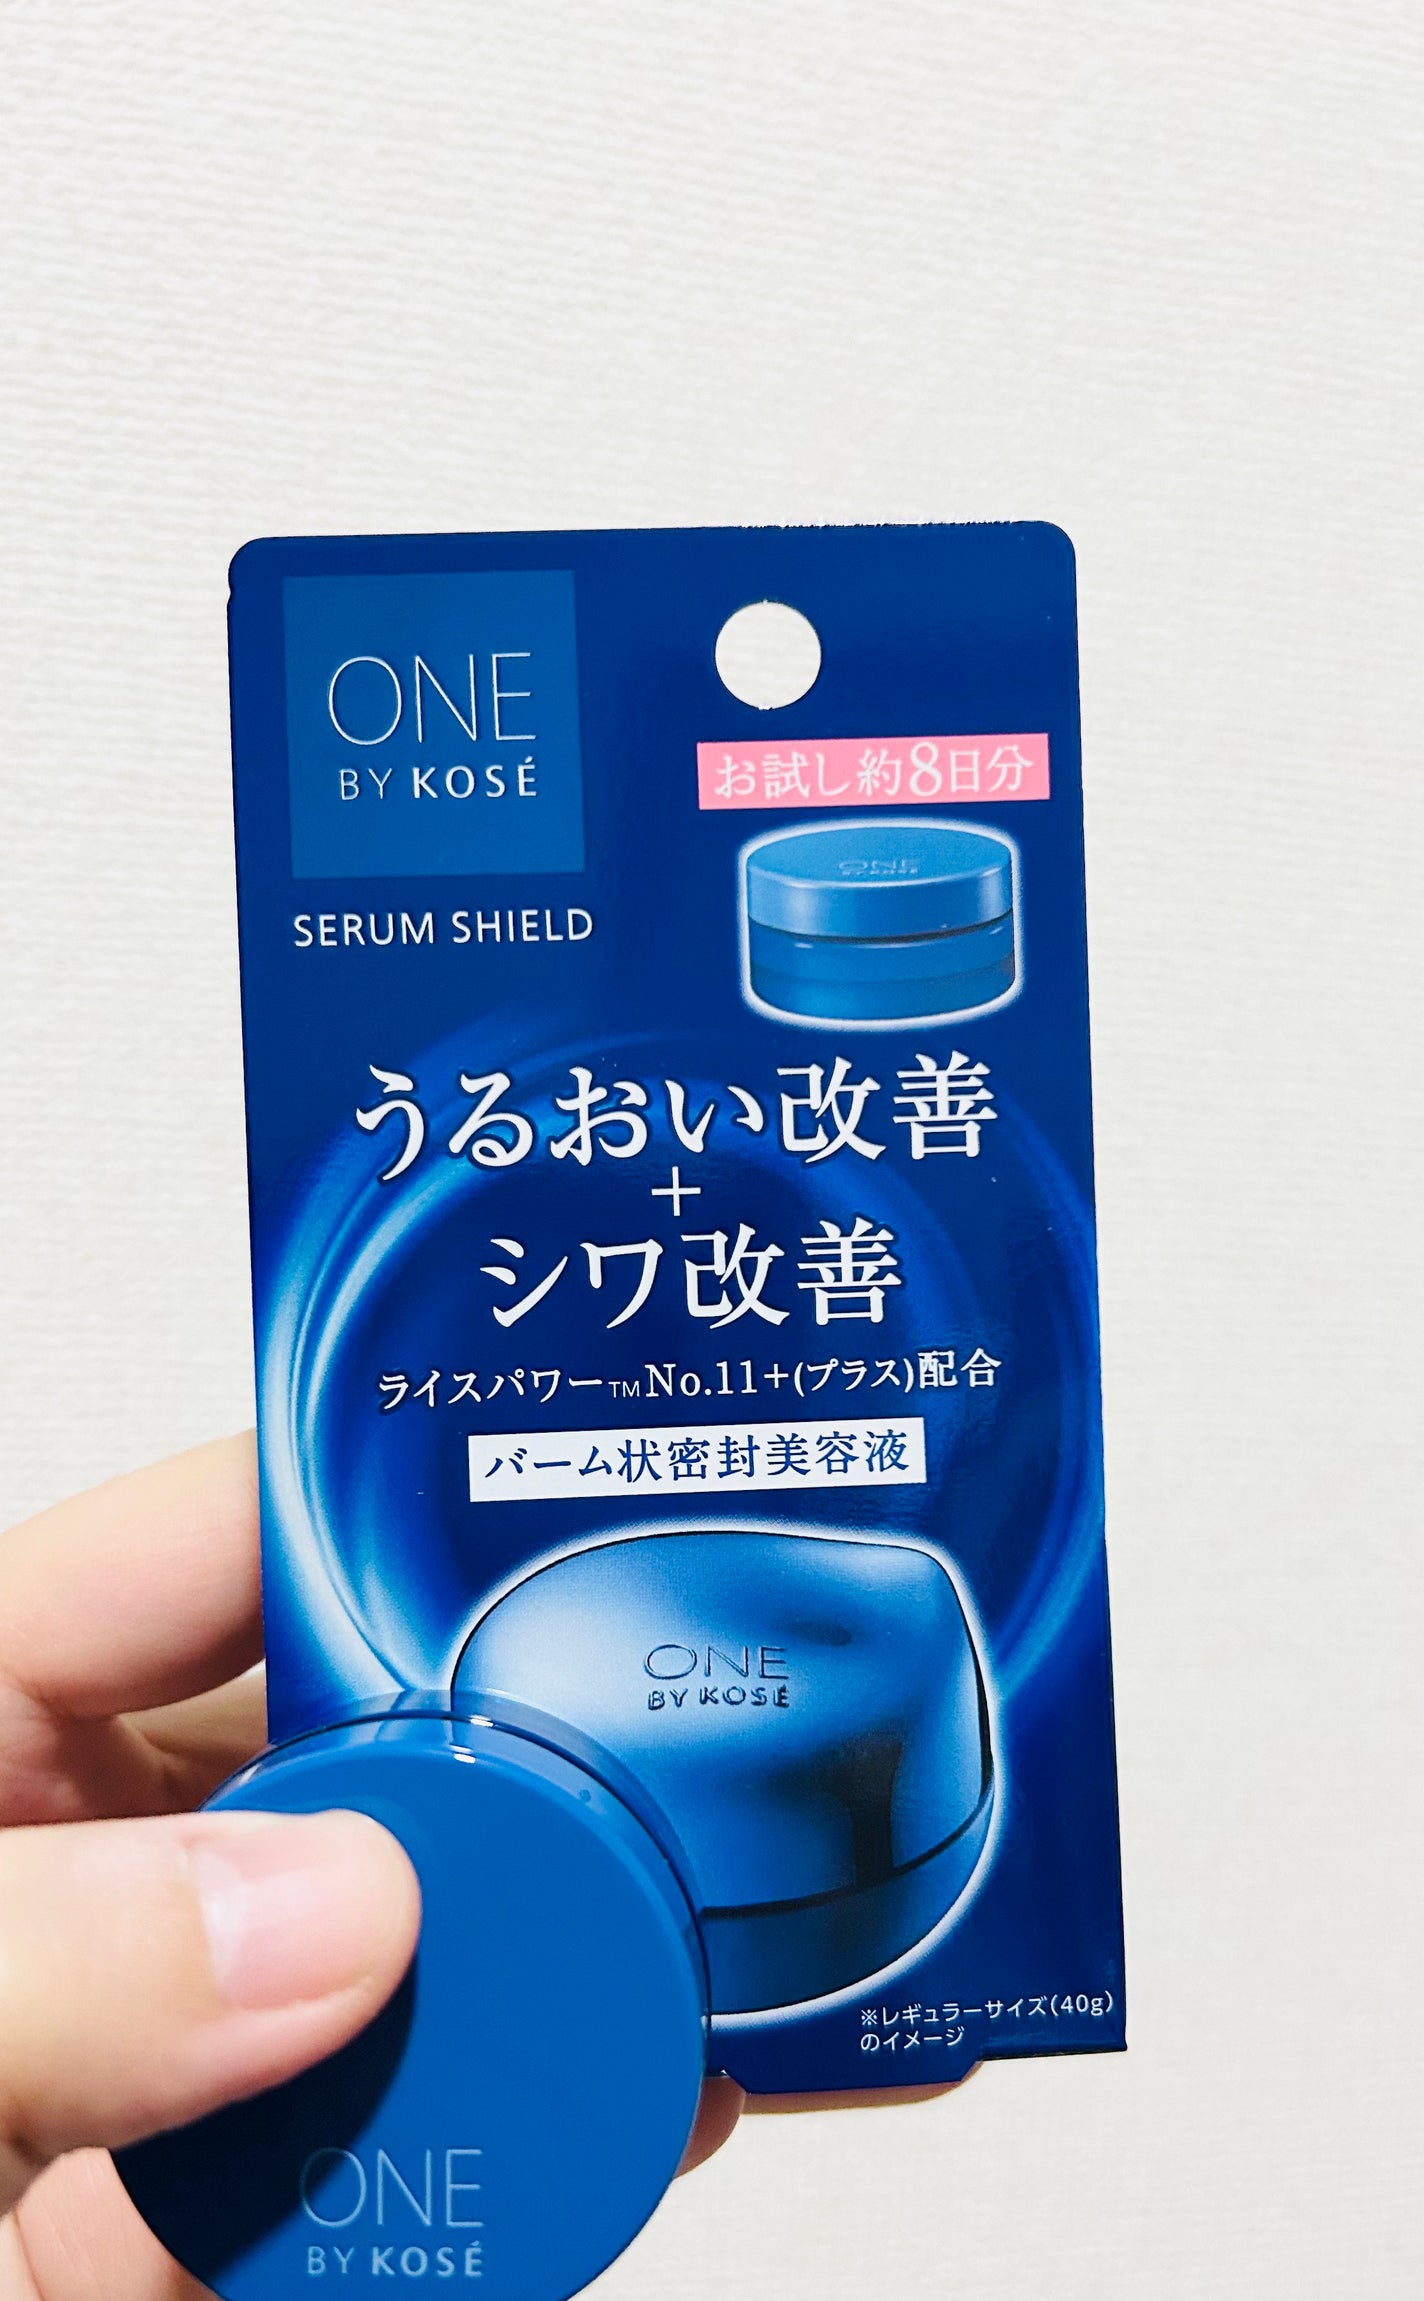 ONE
BY KOSÉ
SERUM SHIELD
お試し約8日分
ONE
うるおい改善
+
シワ改善
ライスパワー™No.11+(プラス)配合
バーム状密封美容液
ONE
BY KOSÉ
※レギュラーサイズ(40g)
のイメージ
ONE
BY KOSÉ